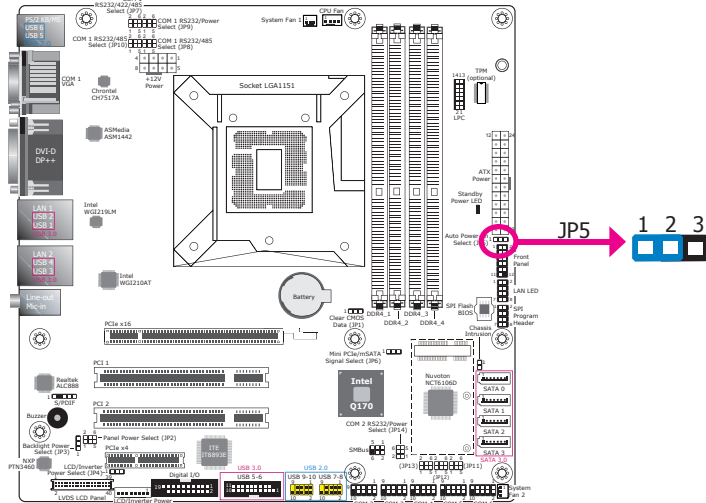 RS232/422/485
Select (JP7)
COM 1 RS232/Power
Select (JP9)
COM 1 RS232/485
Select (JP10)
COM 1 RS232/485
Select (JP8)
+12V
Power
System Fan 1
CPU Fan
PS/2 KB/MS
USB 6
USB 5
COM 1
VGA
Chrontel
CH7517A
ASMedia
ASM1442
DVI-D
DP++
Socket LGA1151
TPM
(optional)
LPC
ATX
Power
Standby
Power LED
LAN 1
USB 2
USB 1
USB 3.0
Intel
WGI219LM
LAN 2
USB 4
USB 3
USB 3.0
Intel
WGI210AT
Line-out
Mic-in
JP5
1 2 3
Front
Panel
LAN LED
SPI Flash
BIOS
SPI
Program
Header
Chassis
Intrusion
Battery
Clear CMOS
Data (JP1)
DDR4_1
DDR4_2
DDR4_3
DDR4_4
PCIe x16
Mini PCIe/mSATA
Signal Select (JP6)
PCI 1
Intel
Q170
Nuvoton
NCT6106D
SATA 0
SATA 1
SATA 2
SATA 3
SATA 3.0
Realtek
ALC888
S/PDIF
Buzzer
PCI 2
Panel Power Select (JP2)
Backlight Power
Select (JP3)
NXP
PTN3460
LCD/Inverter
Power (JP4)
PCIe x4
ITE
IT8893E
COM 2 RS232/Power
Select (JP14)
SMBus
(JP13)
(JP12)
(JP11)
Digital I/O
USB 3.0
USB 5-6
USB 2.0
USB 9-10
USB 7-8
LVDS LCD Panel
LCD/Inverter Power
System
Fan 2